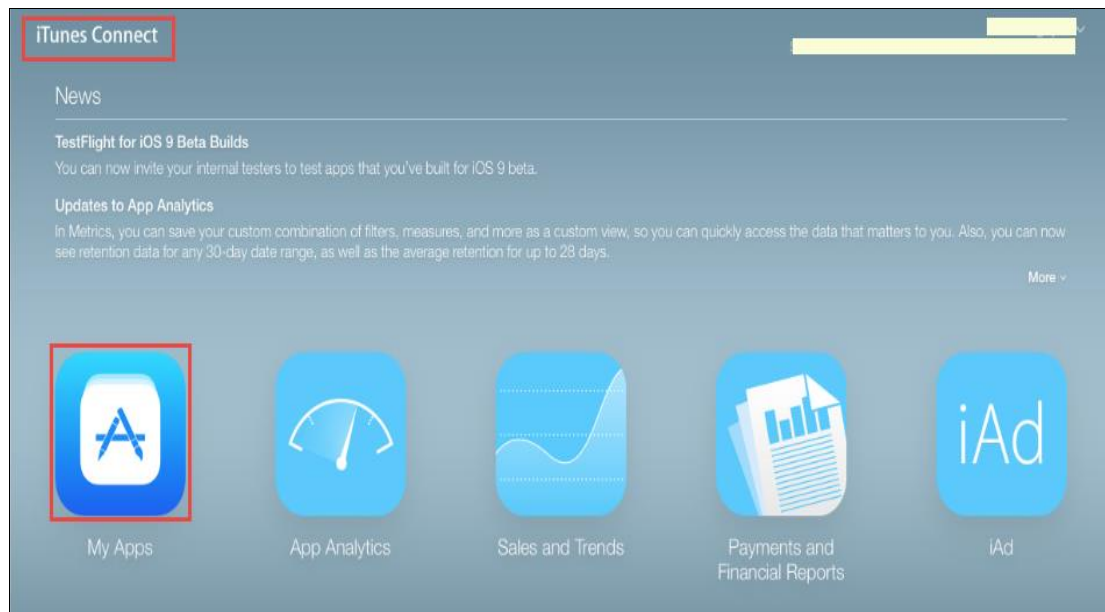 iTunes Connect
News
TestFlight for iOS 9 Beta Builds
You can now invite your internal testers to test apps that you've built for iOS 9 beta.
Updates to App Analytics
In Metrics, you can save your custom combination of filters, measures, and more as a custom view, so you can quickly access the data that matters to you. Also, you can now
see retention data for any 30-day date range, as well as the average retention for up to 28 days.
More
iAd
My Apps
App Analytics
Sales and Trends
Payments and
Financial Reports
iAd